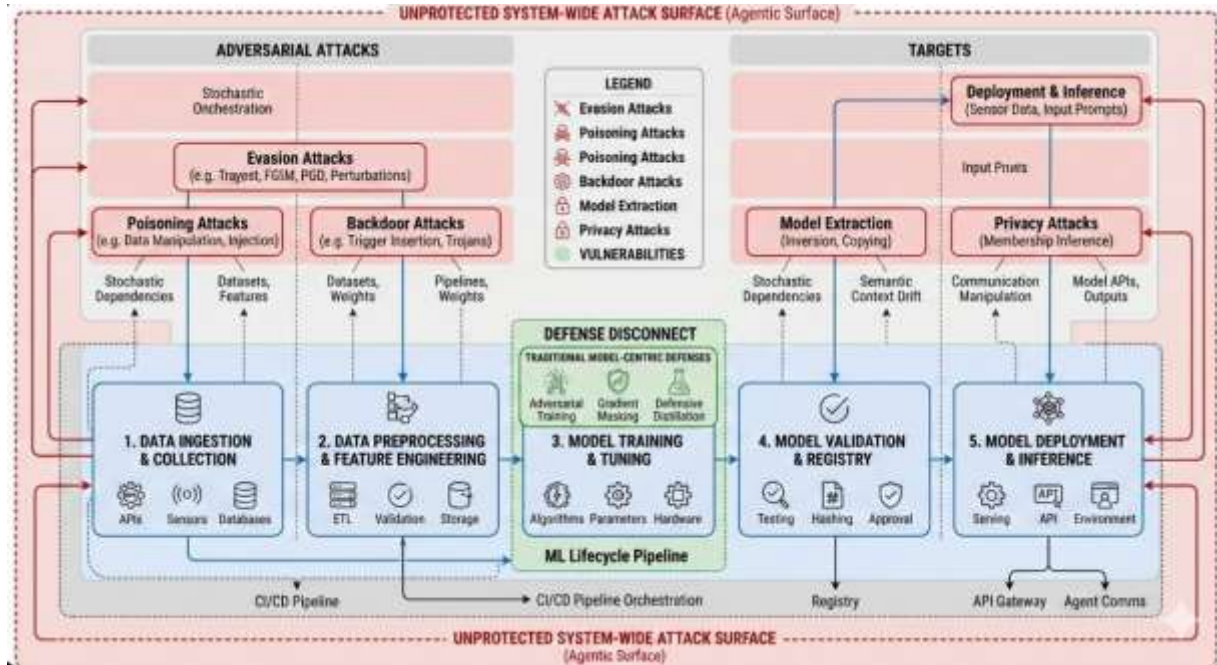 UNPROTECTED SYSTEM-WIDE ATTACK SURFACE (Agentic Surface)
ADVERSARIAL ATTACKS
TARGETS
Stochastic
Orchestration
LEGEND
Evasion Attacks
Poisoning Attacks
Poisoning Attacks
Backdoor Attacks
Model Extraction
Privacy Attacks
VULNERABILITIES
Deployment & Inference
(Sensor Data, Input Prompts)
Evasion Attacks
(e.g. Trayest, FGSM, PGD, Perturbations)
Input
Poisoning Attacks
(e.g. Data Manipulation, Injection)
Backdoor Attacks
(e.g. Trigger Insertion, Trojans)
Model Extraction
(Inversion, Copying)
Privacy Attacks
(Membership Inference)
Stochastic
Dependencies
Datasets,
Features
Datasets,
Weights
Pipelines,
Weights
Stochastic
Dependencies
Semantic
Context Drift
Communication
Manipulation
Model APIs,
Outputs
DEFENSE DISCONNECT
TRADITIONAL MODEL-CENTRIC DEFENSES
Adversarial
Training
Gradient
Masking
Defensive
Distillation
1. DATA INGESTION
& COLLECTION
APIs
Sensors
Databases
2. DATA PREPROCESSING
& FEATURE ENGINEERING
ETL
Validation
Storage
3. MODEL TRAINING
& TUNING
Algorithms
Parameters
Hardware
4. MODEL VALIDATION
& REGISTRY
#
Testing
Hashing
Approval
5. MODEL DEPLOYMENT
& INFERENCE
API
Serving
API
Environment
ML Lifecycle Pipeline
CI/CD Pipeline
CI/CD Pipeline Orchestration
Registry
API Gateway
Agent Comms
UNPROTECTED SYSTEM-WIDE ATTACK SURFACE
(Agentic Surface)